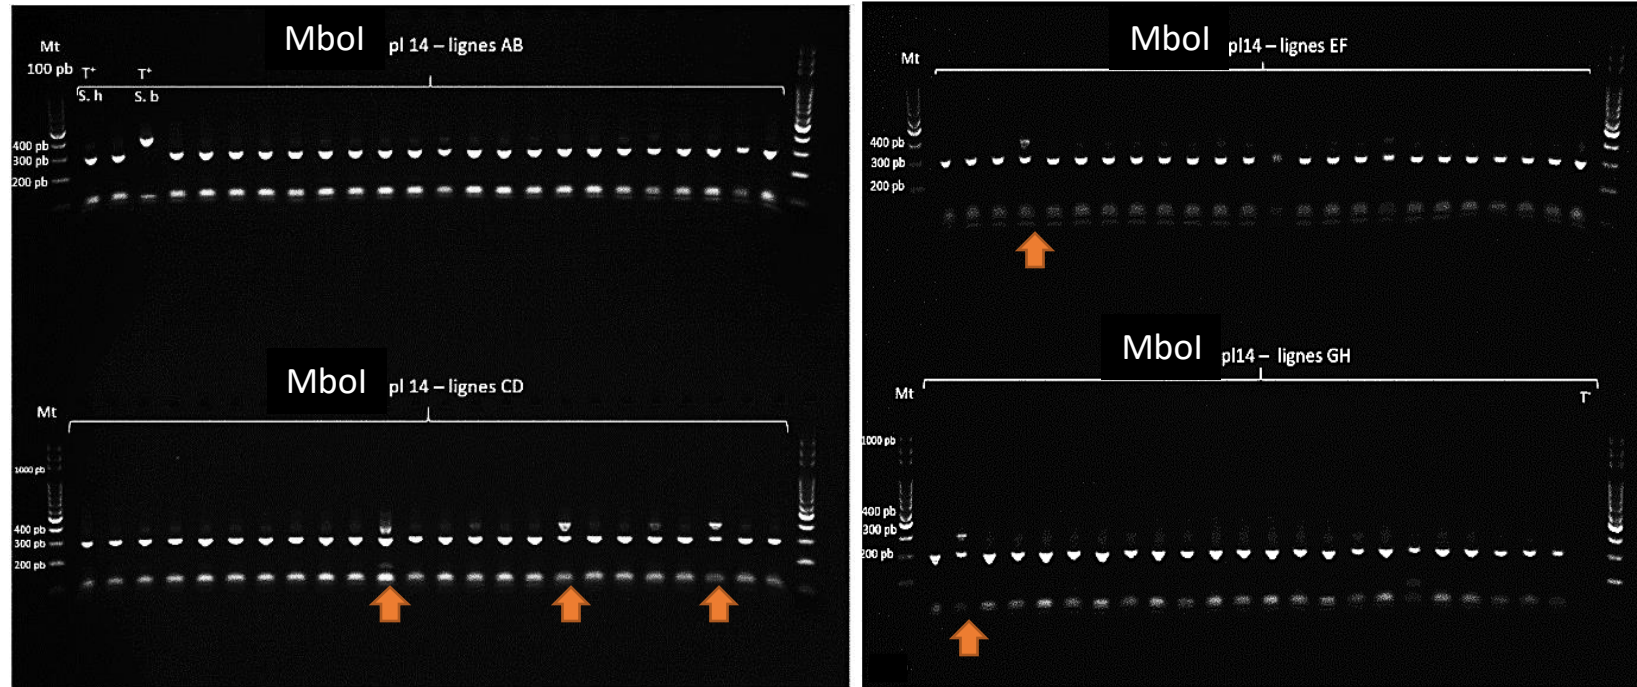 MboI pl 14 – lignes AB
Mt
100 pb
T⁺ T⁺
S. h S. b
400 pb
300 pb
200 pb
MboI pl 14 – lignes CD
Mt
1000 pb
400 pb
300 pb
200 pb
MboI pl14 – lignes EF
Mt
400 pb
300 pb
200 pb
MboI pl14 – lignes GH
Mt
T⁻
1000 pb
400 pb
300 pb
200 pb